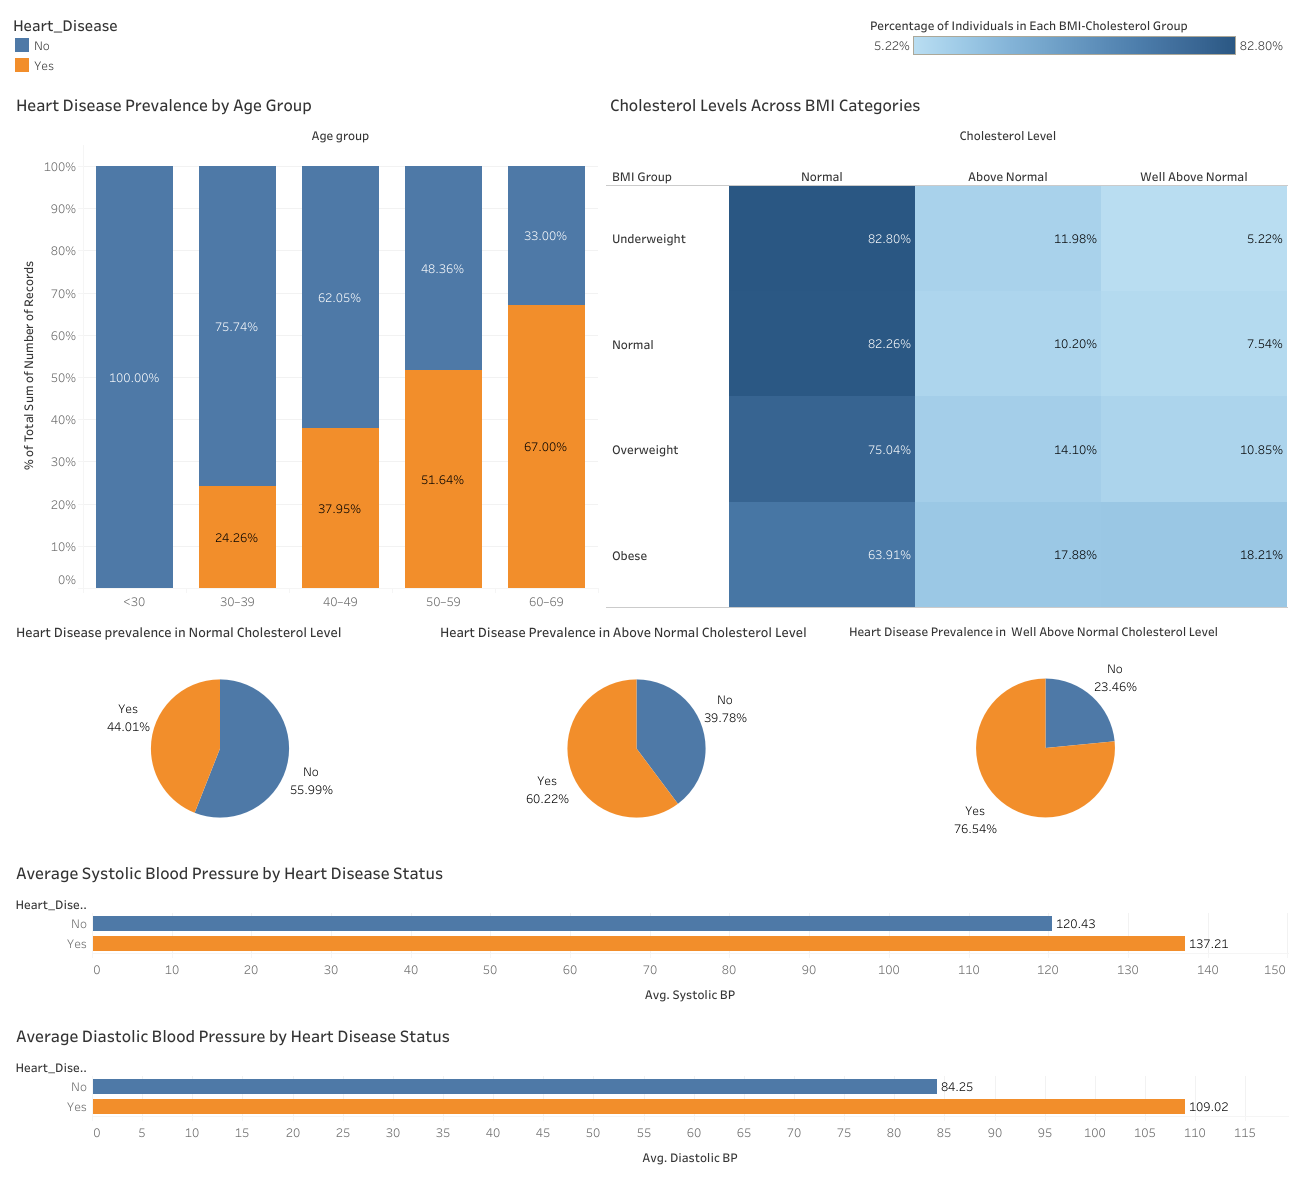 Heart_Disease
No
Yes
Percentage of Individuals in Each BMI-Cholesterol Group
5.22% 82.80%
Heart Disease Prevalence by Age Group
Age group
% of Total Sum of Number of Records
100%
90%
80%
70%
60%
50%
40%
30%
20%
10%
0%
100.00%
75.74%
24.26%
62.05%
37.95%
48.36%
51.64%
33.00%
67.00%
<30 30–39 40–49 50–59 60–69
Cholesterol Levels Across BMI Categories
Cholesterol Level
BMI Group Normal Above Normal Well Above Normal
Underweight 82.80% 11.98% 5.22%
Normal 82.26% 10.20% 7.54%
Overweight 75.04% 14.10% 10.85%
Obese 63.91% 17.88% 18.21%
Heart Disease prevalence in Normal Cholesterol Level
Yes
44.01%
No
55.99%
Heart Disease Prevalence in Above Normal Cholesterol Level
No
39.78%
Yes
60.22%
Heart Disease Prevalence in Well Above Normal Cholesterol Level
No
23.46%
Yes
76.54%
Average Systolic Blood Pressure by Heart Disease Status
Heart_Dise..
No 120.43
Yes 137.21
0 10 20 30 40 50 60 70 80 90 100 110 120 130 140 150
Avg. Systolic BP
Average Diastolic Blood Pressure by Heart Disease Status
Heart_Dise..
No 84.25
Yes 109.02
0 5 10 15 20 25 30 35 40 45 50 55 60 65 70 75 80 85 90 95 100 105 110 115
Avg. Diastolic BP